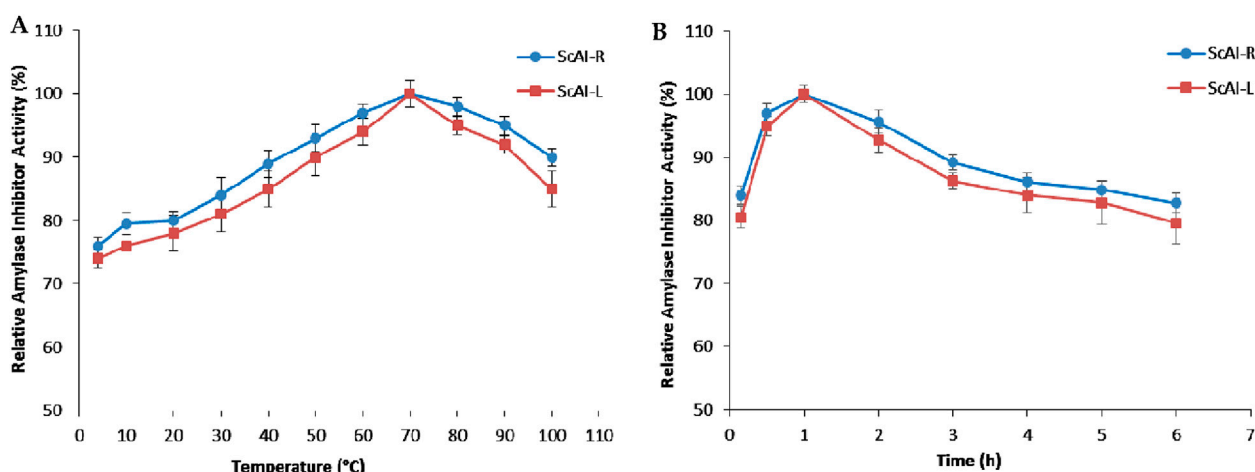 A
Relative Amylase Inhibitor Activity (%)
110
100
90
80
70
60
50
0 10 20 30 40 50 60 70 80 90 100 110
Temperature (°C)
ScAI-R
ScAI-L
B
Relative Amylase Inhibitor Activity (%)
110
100
90
80
70
60
50
0 1 2 3 4 5 6 7
Time (h)
ScAI-R
ScAI-L